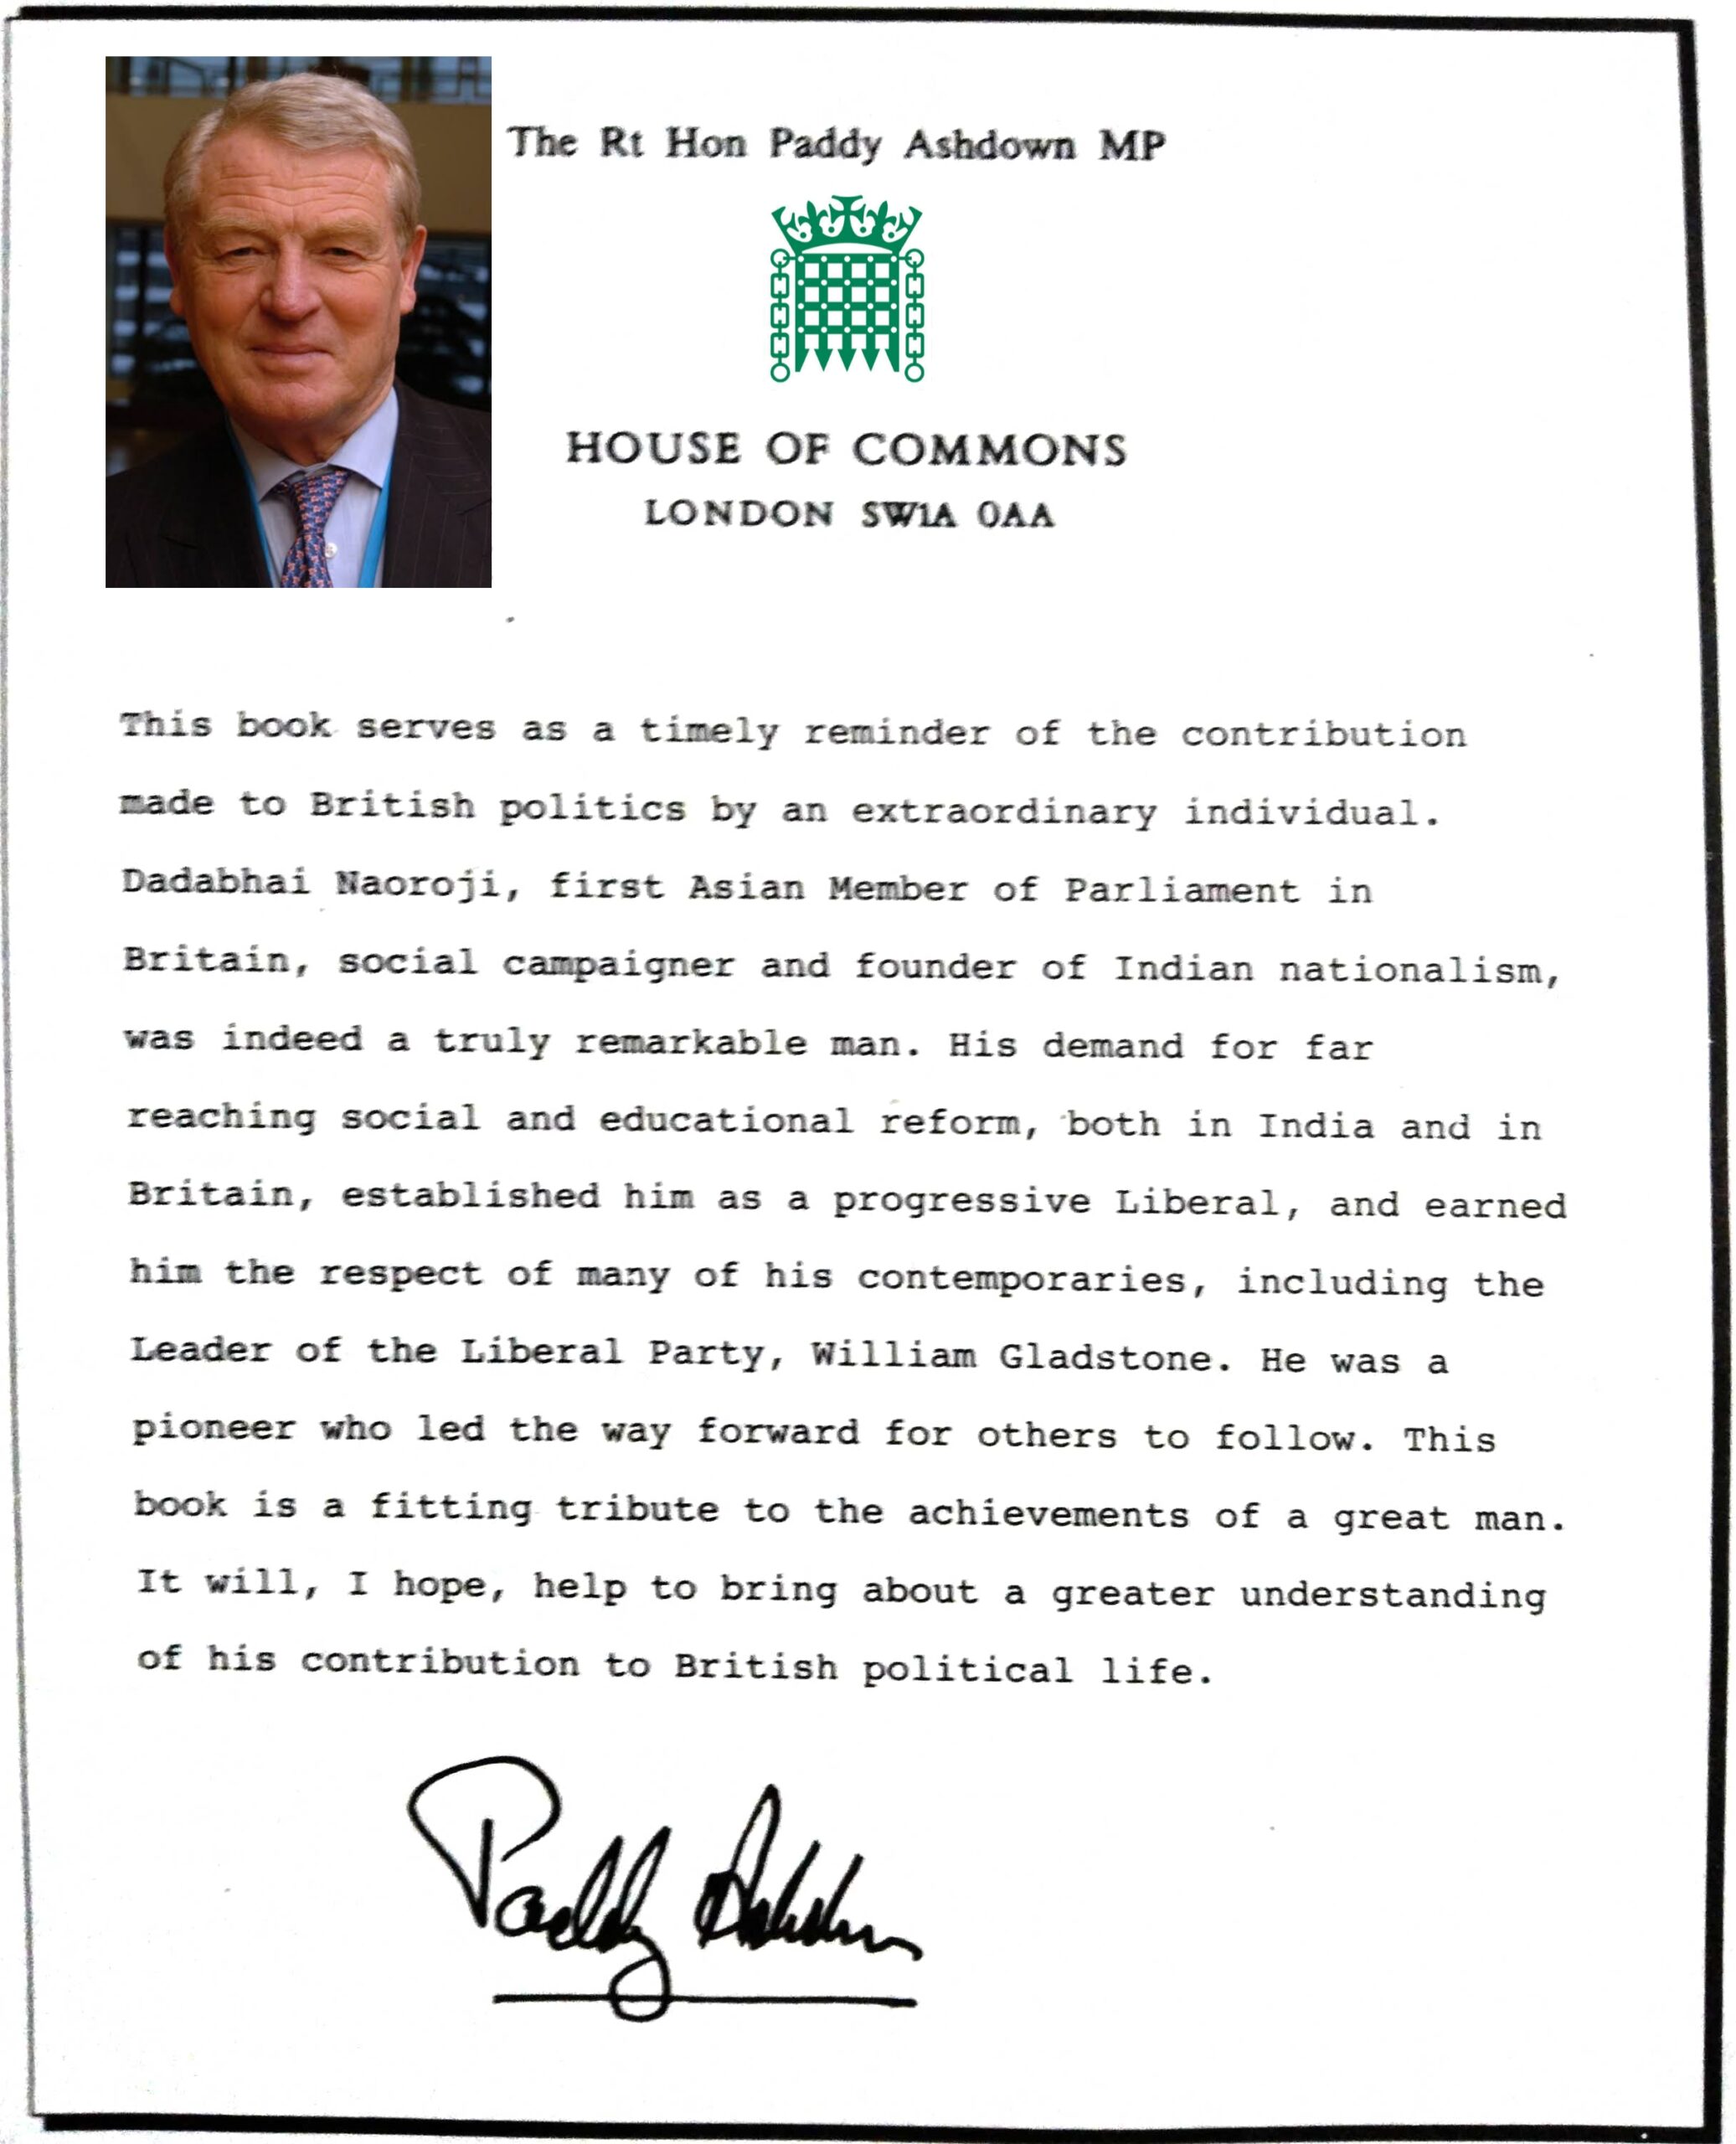 The Rt Hon Paddy Ashdown MP
HOUSE OF COMMONS
LONDON SW1A 0AA
This book serves as a timely reminder of the contribution
made to British politics by an extraordinary individual.
Dadabhai Naoroji, first Asian Member of Parliament in
Britain, social campaigner and founder of Indian nationalism,
was indeed a truly remarkable man. His demand for far
reaching social and educational reform, both in India and in
Britain, established him as a progressive Liberal, and earned
him the respect of many of his contemporaries, including the
Leader of the Liberal Party, William Gladstone. He was a
pioneer who led the way forward for others to follow. This
book is a fitting tribute to the achievements of a great man.
It will, I hope, help to bring about a greater understanding
of his contribution to British political life.
Paddy Ashdown